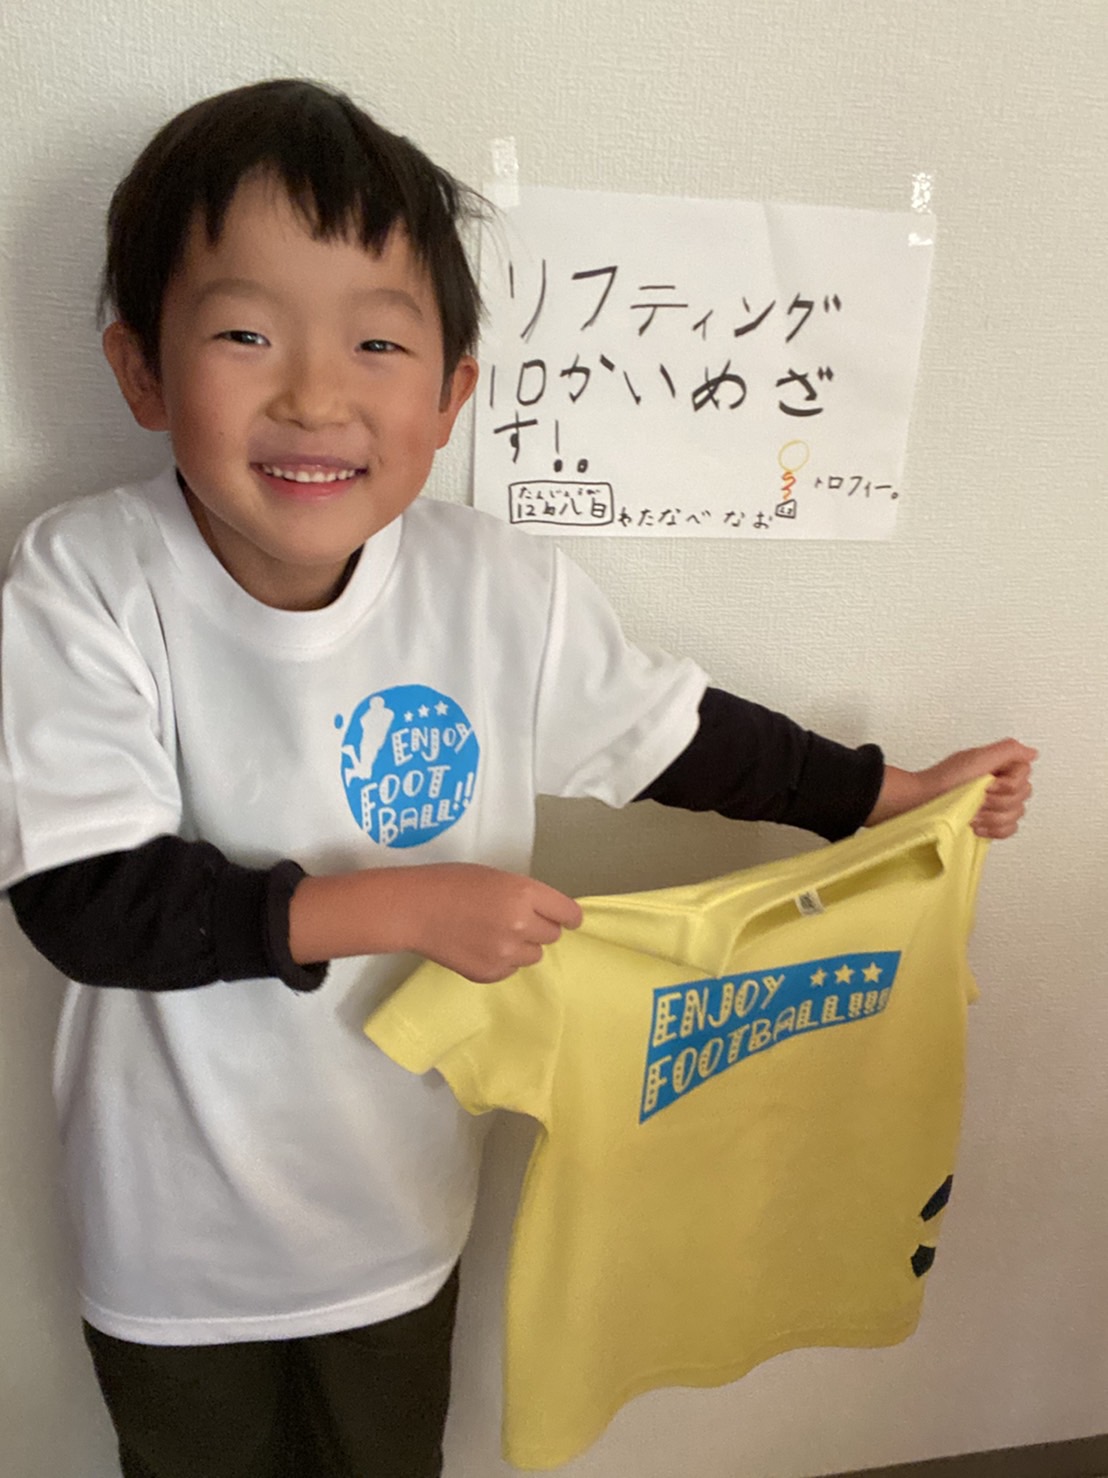 リフティング
10かいめざ
す!.
たんじょうび
12月八日
わたなべ なお
トロフィー。
★★★
ENJOY
FOOT
BALL!!
ENJOY ★★★
FOOTBALL!!!!